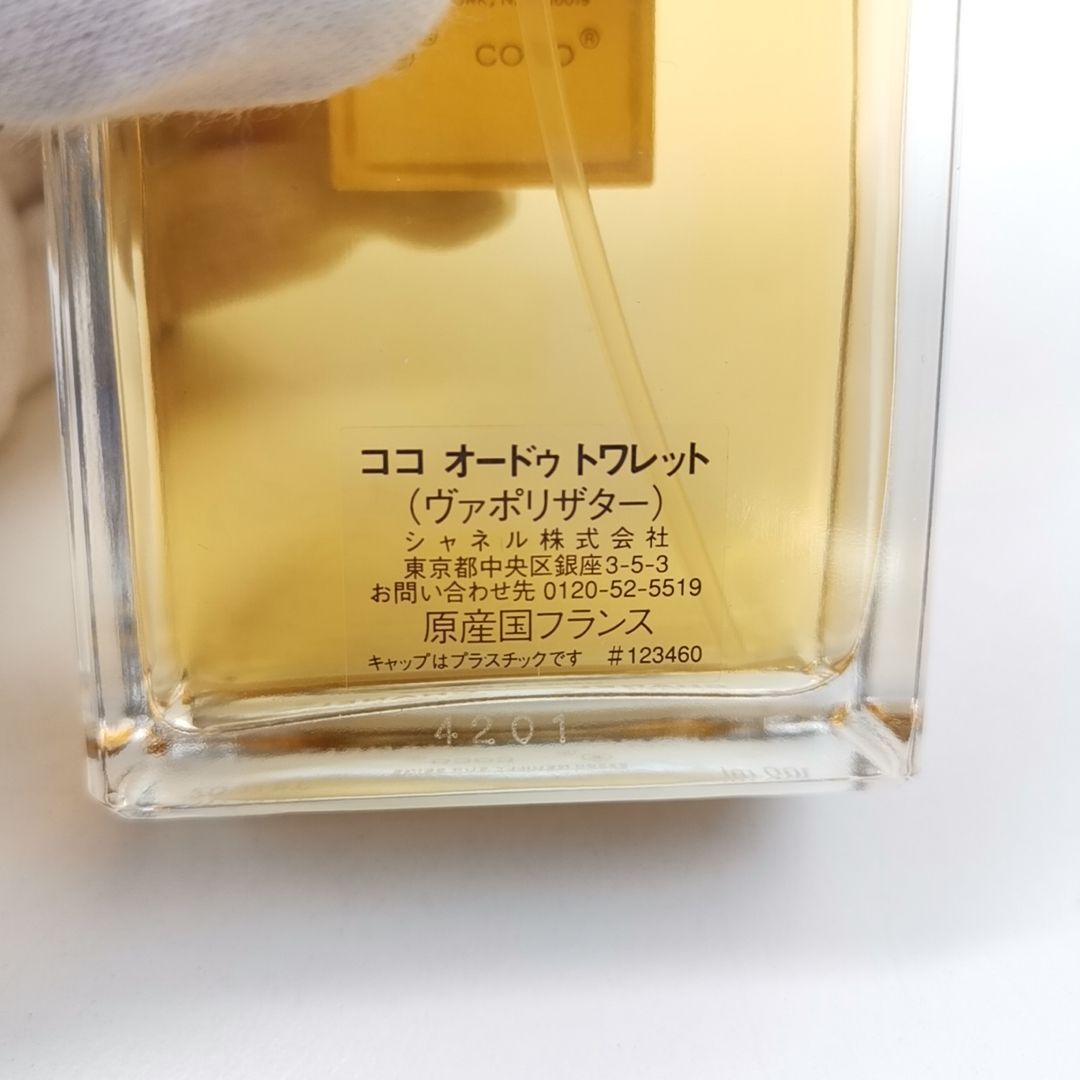 ココ オードゥ トワレット
（ヴァポリザター）
シャネル株式会社
東京都中央区銀座3-5-3
お問い合わせ先 0120-52-5519
原産国フランス
キャップはプラスチックです #123460
4201